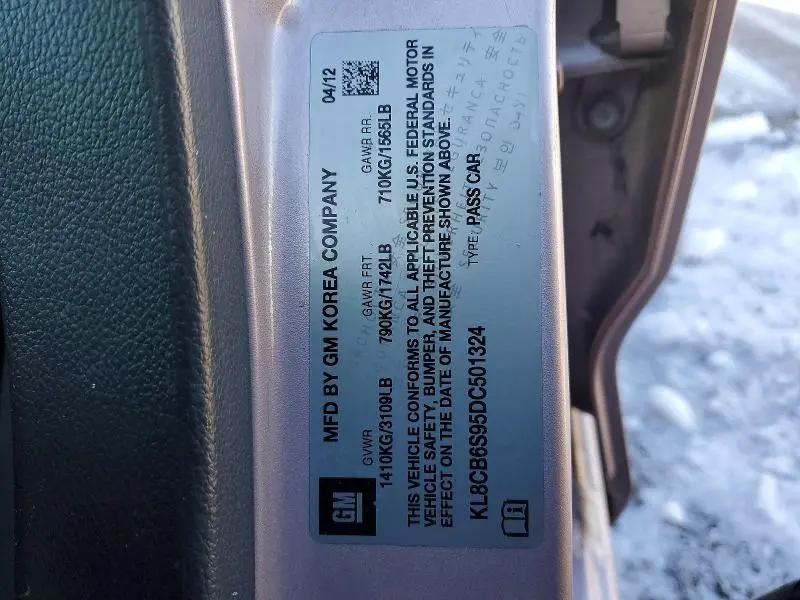 MFD BY GM KOREA COMPANY
04/12
GM
GVWR
GAWR FRT.
GAWR RR.
1410KG/3109LB
790KG/1742LB
710KG/1565LB
THIS VEHICLE CONFORMS TO ALL APPLICABLE U.S. FEDERAL MOTOR
VEHICLE SAFETY, BUMPER, AND THEFT PREVENTION STANDARDS IN
EFFECT ON THE DATE OF MANUFACTURE SHOWN ABOVE.
KL8CB6S95DC501324
TYPE: PASS CAR